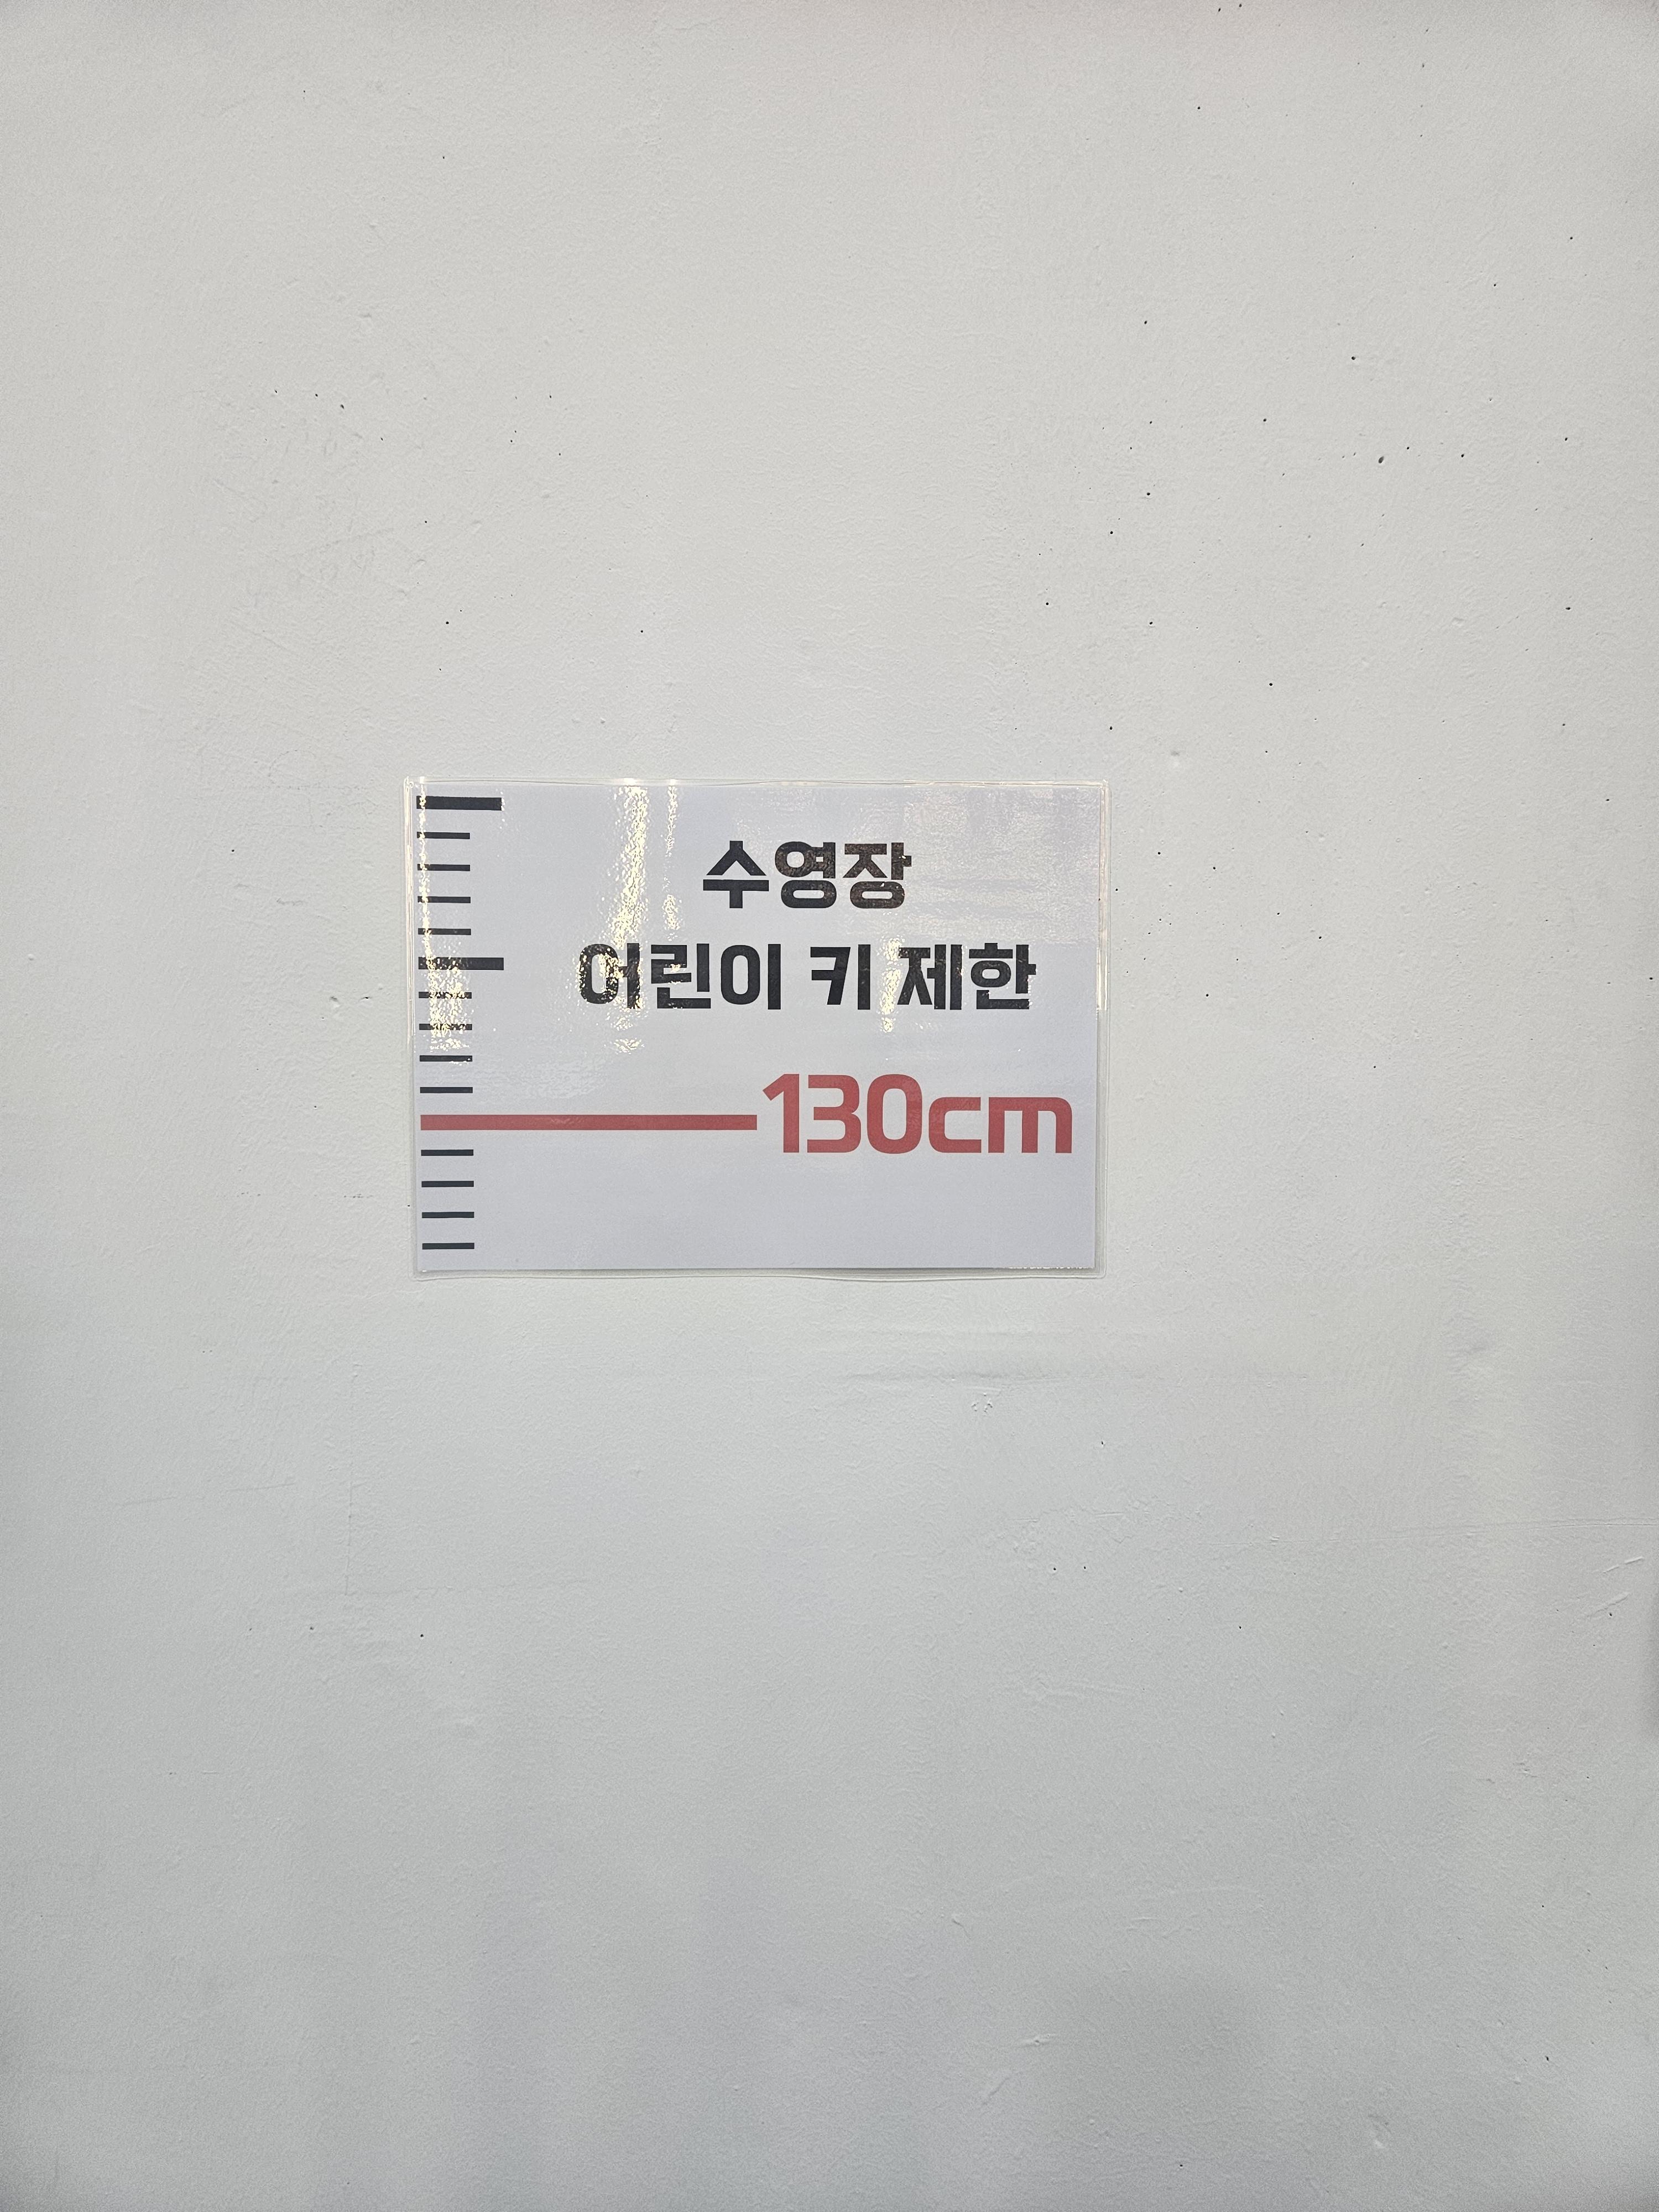 수영장
어린이 키 제한
130cm